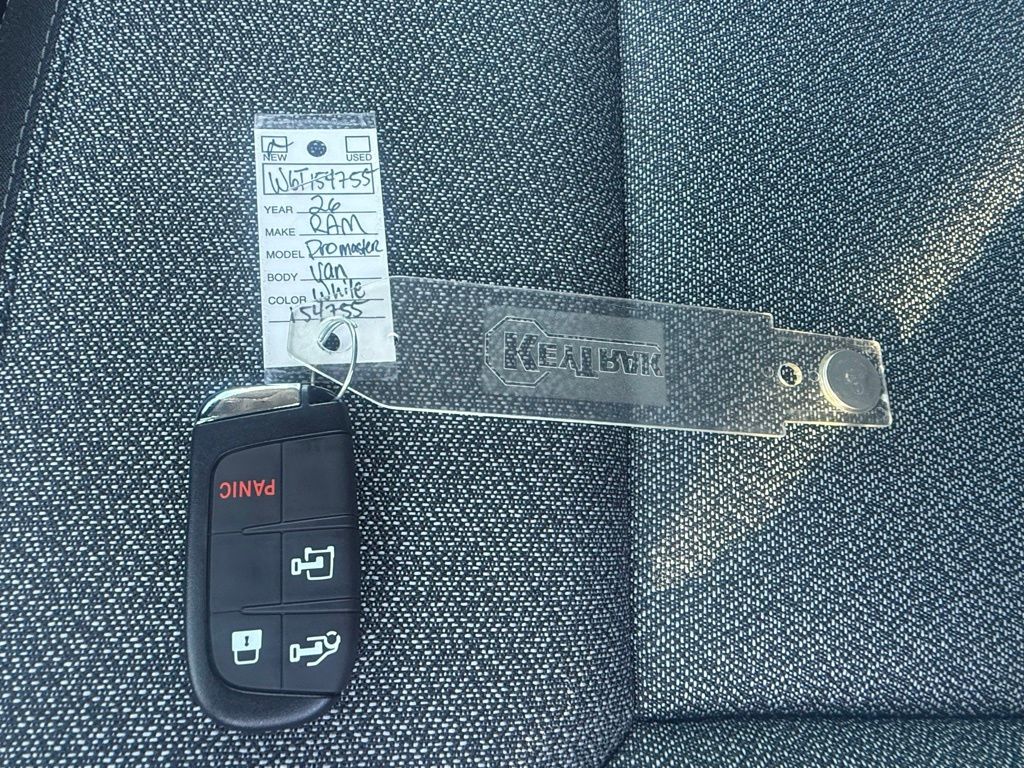 NEW USED
W6T154755
YEAR 26
MAKE RAM
MODEL Promaster
BODY Van
COLOR White
154755
KEYTRAK
PANIC